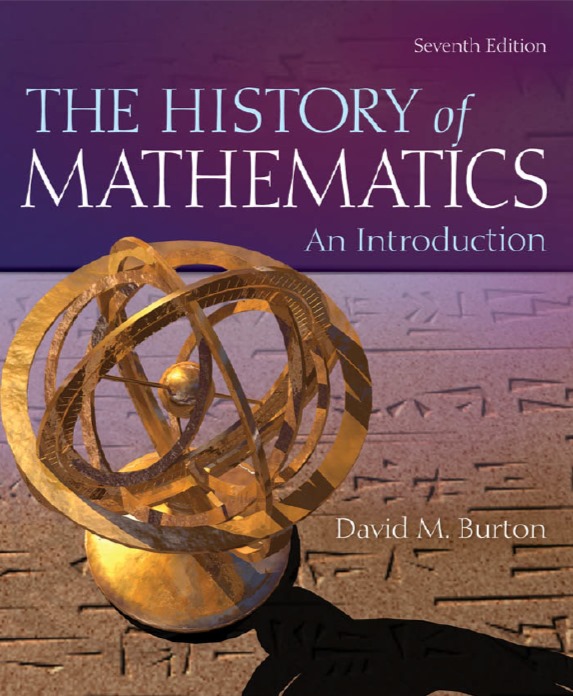 Seventh Edition
THE HISTORY of
MATHEMATICS
An Introduction
David M. Burton